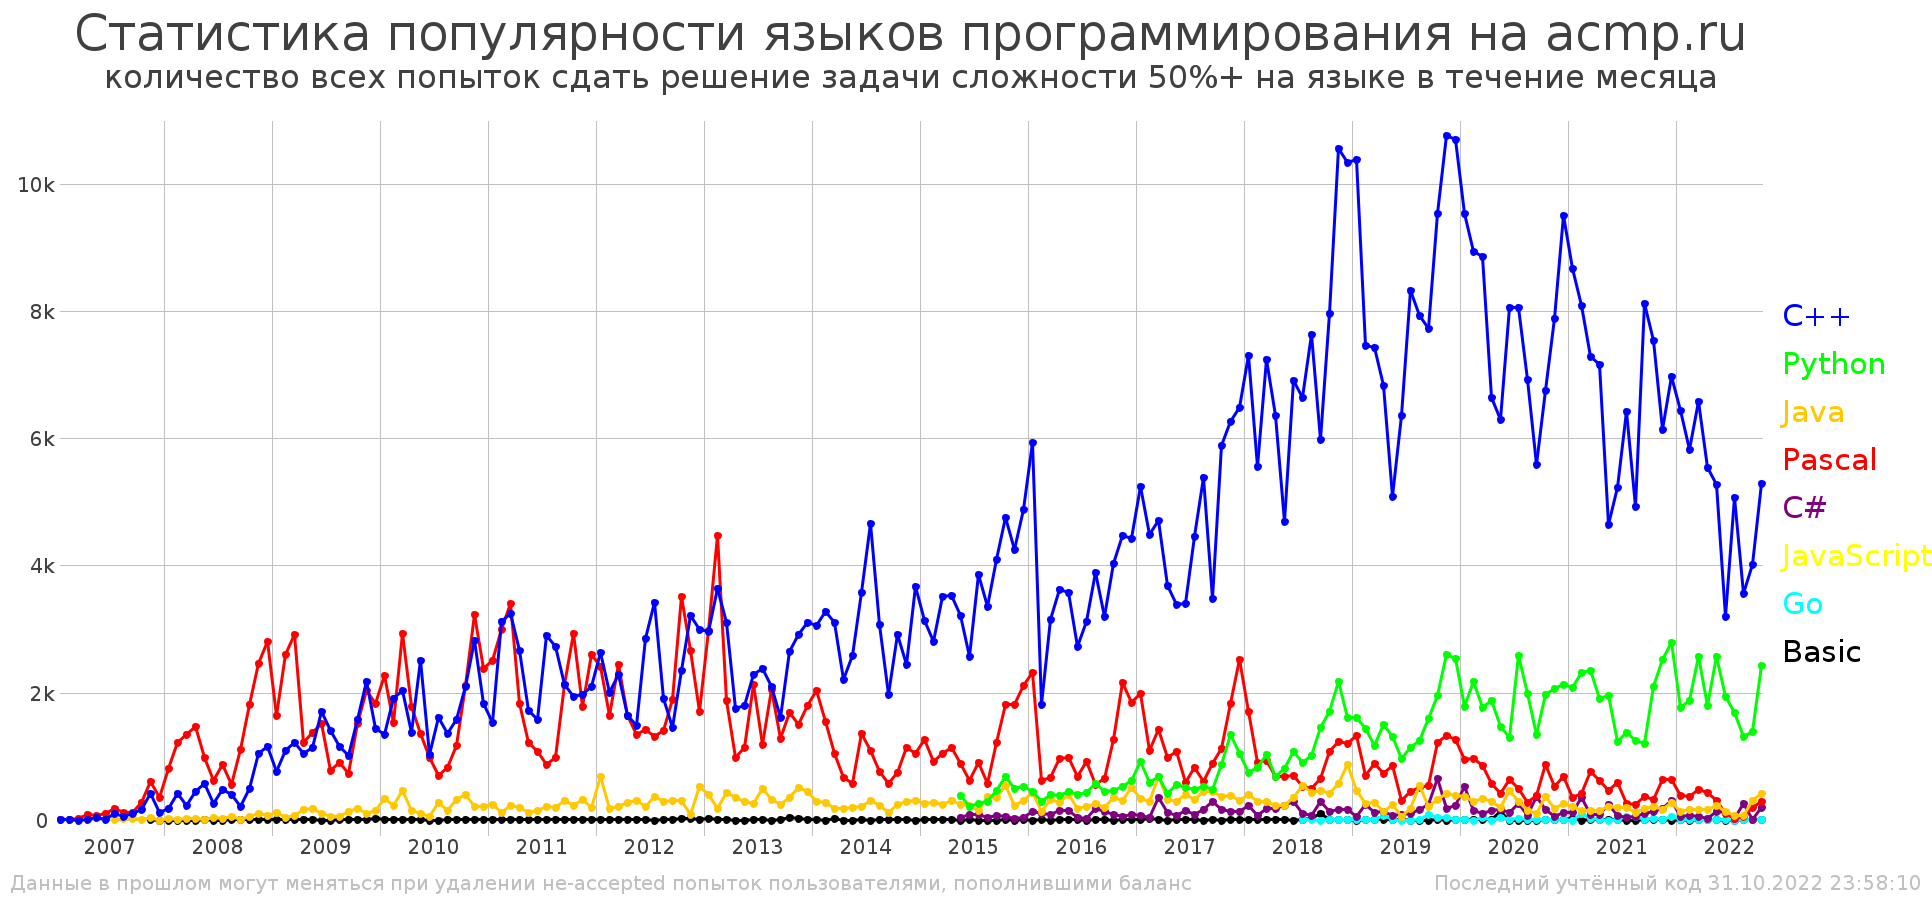 Статистика популярности языков программирования на acmp.ru
количество всех попыток сдать решение задачи сложности 50%+ на языке в течение месяца
10k
8k
6k
4k
2k
0
C++
Python
Java
Pascal
C#
JavaScript
Go
Basic
2007 2008 2009 2010 2011 2012 2013 2014 2015 2016 2017 2018 2019 2020 2021 2022
Данные в прошлом могут меняться при удалении не-accepted попыток пользователями, пополнившими баланс
Последний учтённый код 31.10.2022 23:58:10